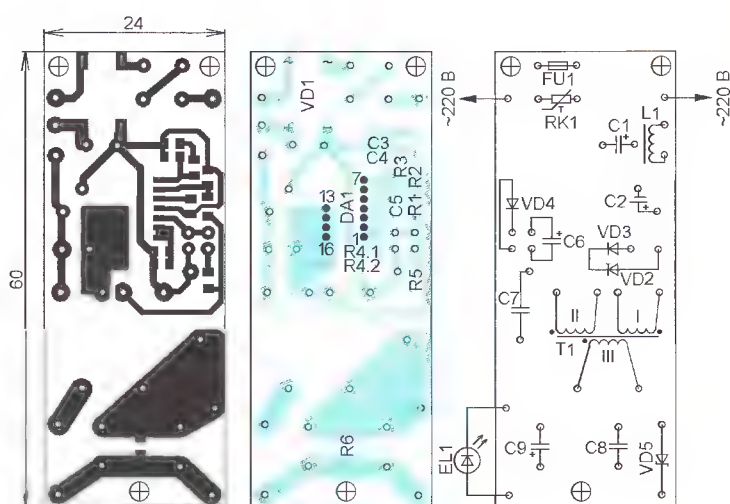 24
60
VD1
C3
C4
R3
R2
7
13
DA1
C5
R1
16
1
R4.1
R4.2
R5
R6
~220 В
~220 В
FU1
RK1
C1 +
L1
VD4
C2
+
C6
+
VD3
VD2
C7
II
I
T1
III
EL1
C9
+
C8
VD5